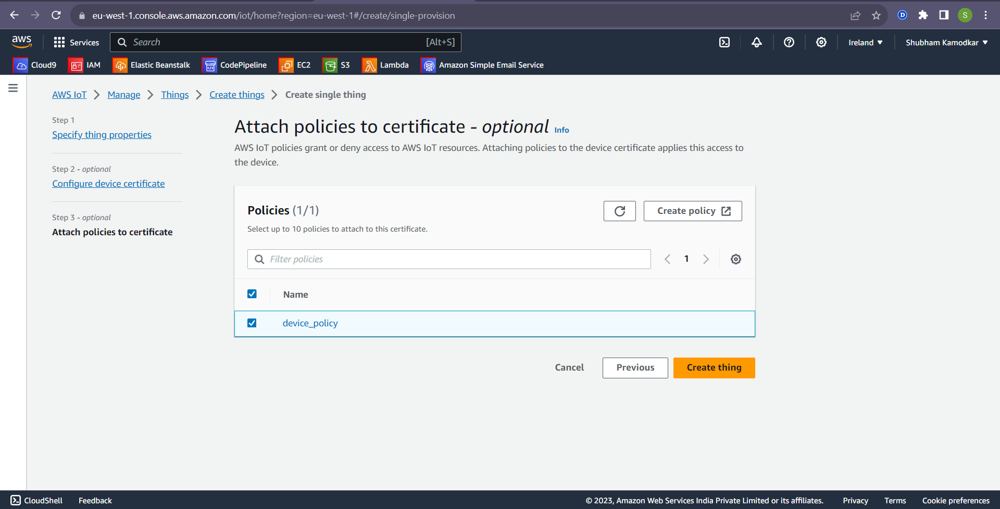 eu-west-1.console.aws.amazon.com/iot/home?region=eu-west-1#/create/single-provision
S
aws
Services
Search
[Alt+S]
Ireland
Shubham Kamodkar
Cloud9
IAM
Elastic Beanstalk
CodePipeline
EC2
S3
Lambda
Amazon Simple Email Service
AWS IoT
Manage
Things
Create things
Create single thing
Step 1
Specify thing properties
Step 2 - optional
Configure device certificate
Step 3 - optional
Attach policies to certificate
Attach policies to certificate - optional Info
AWS IoT policies grant or deny access to AWS IoT resources. Attaching policies to the device certificate applies this access to
the device.
Policies (1/1)
Create policy
Select up to 10 policies to attach to this certificate.
Filter policies
1
Name
device_policy
Cancel
Previous
Create thing
CloudShell
Feedback
© 2023, Amazon Web Services India Private Limited or its affiliates.
Privacy
Terms
Cookie preferences